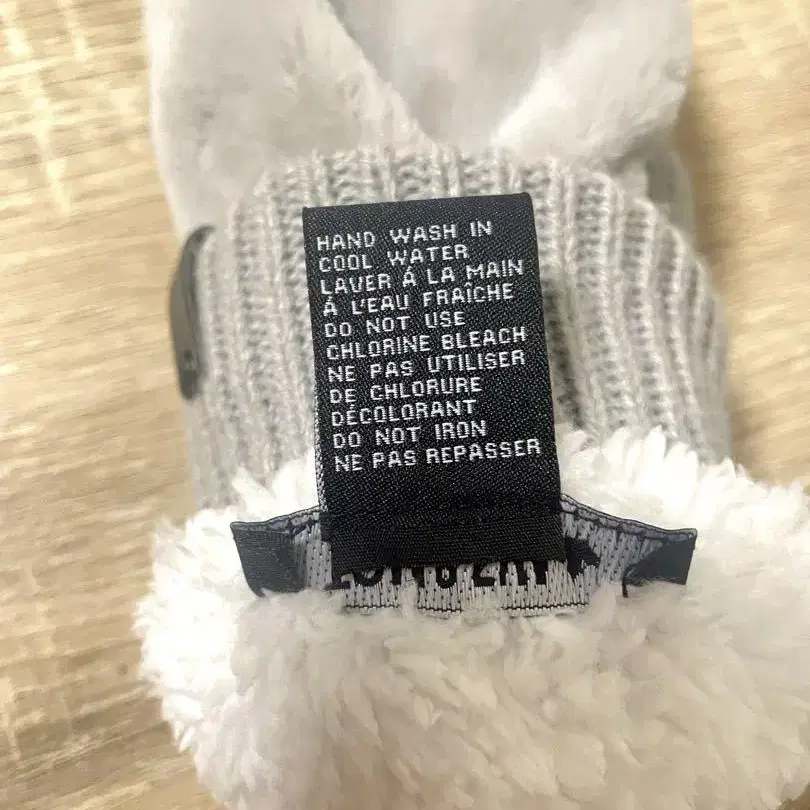 HAND WASH IN
COOL WATER
LAVER Á LA MAIN
Á L'EAU FRAÎCHE
DO NOT USE
CHLORINE BLEACH
NE PAS UTILISER
DE CHLORURE
DÉCOLORANT
DO NOT IRON
NE PAS REPASSER